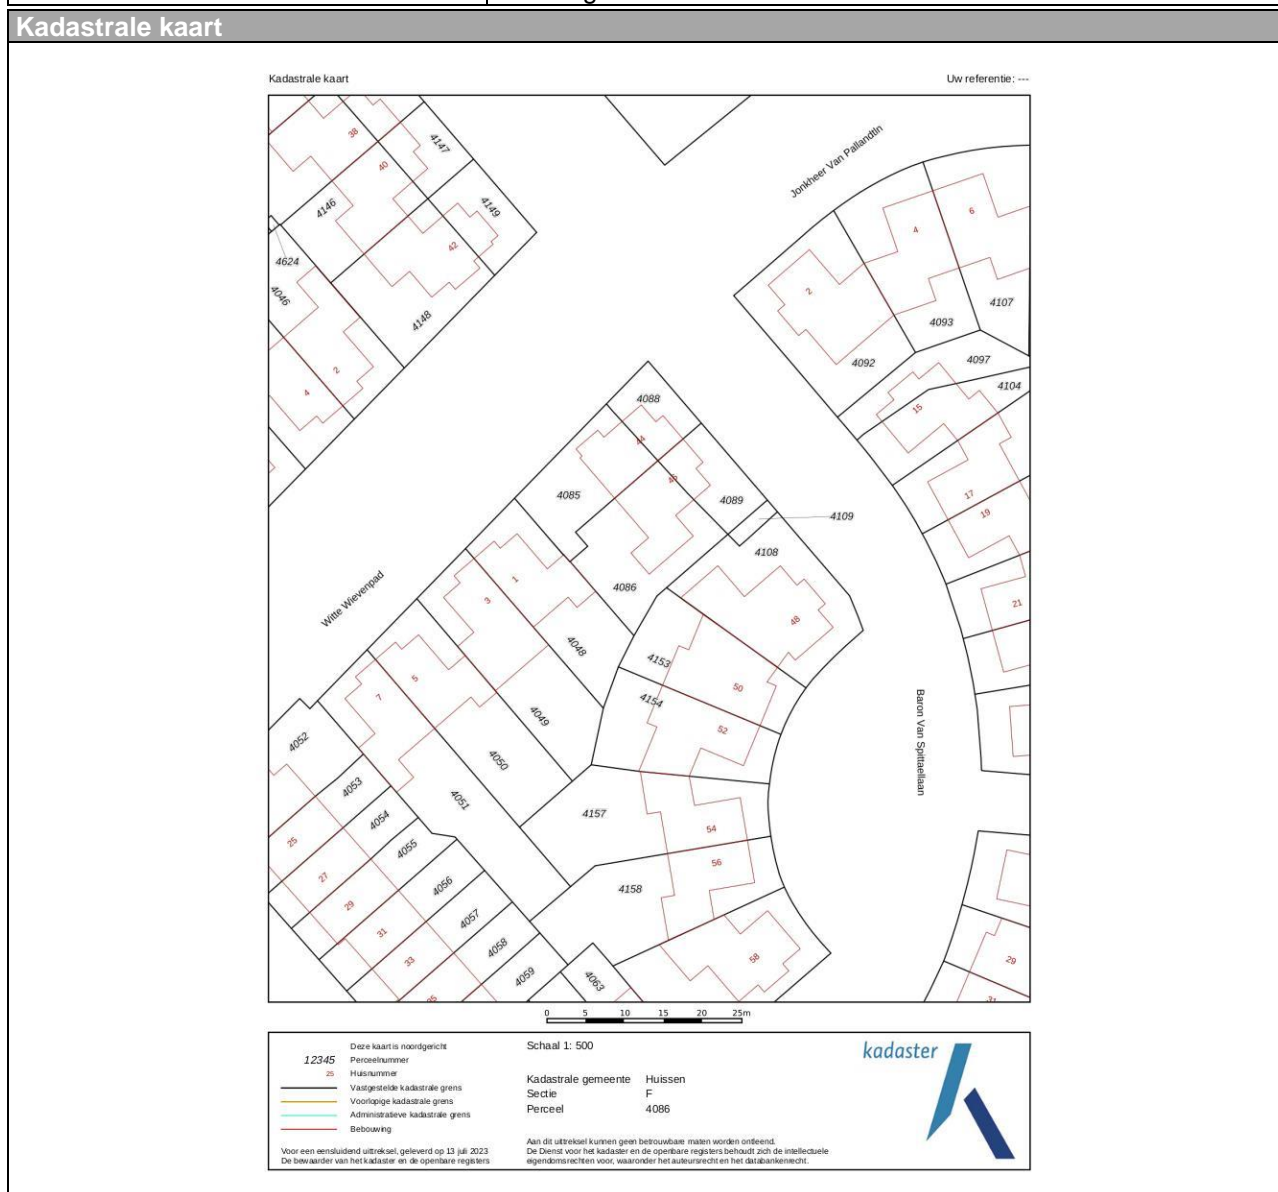 Kadastrale kaart
Kadastrale kaart
Uw referentie: ---
38
40
4147
4146
4149
42
4624
4046
4148
2
4
Jonkheer Van Pallandtln
6
4
2
4107
4093
4092
4097
4104
15
17
19
21
4088
44
46
4085
4089
4109
4108
4086
48
Witte Wievenpad
1
3
4048
4153
4154
50
52
5
7
4049
4050
4051
4052
4053
4054
4055
4056
4057
4058
4059
4063
Baron Van Spittaellaan
4157
54
56
4158
58
25
27
29
31
33
35
29
31
0 5 10 15 20 25m
Deze kaart is noordgericht
12345 Perceelnummer
25 Huisnummer
Vastgestelde kadastrale grens
Voorlopige kadastrale grens
Administratieve kadastrale grens
Bebouwing
Voor een eensluidend uittreksel, geleverd op 13 juli 2023
De bewaarder van het kadaster en de openbare registers
Schaal 1: 500
Kadastrale gemeente Huissen
Sectie F
Perceel 4086
Aan dit uittreksel kunnen geen betrouwbare maten worden ontleend.
De Dienst voor het kadaster en de openbare registers behoudt zich de intellectuele
eigendomsrechten voor, waaronder het auteursrecht en het databankenrecht.
kadaster